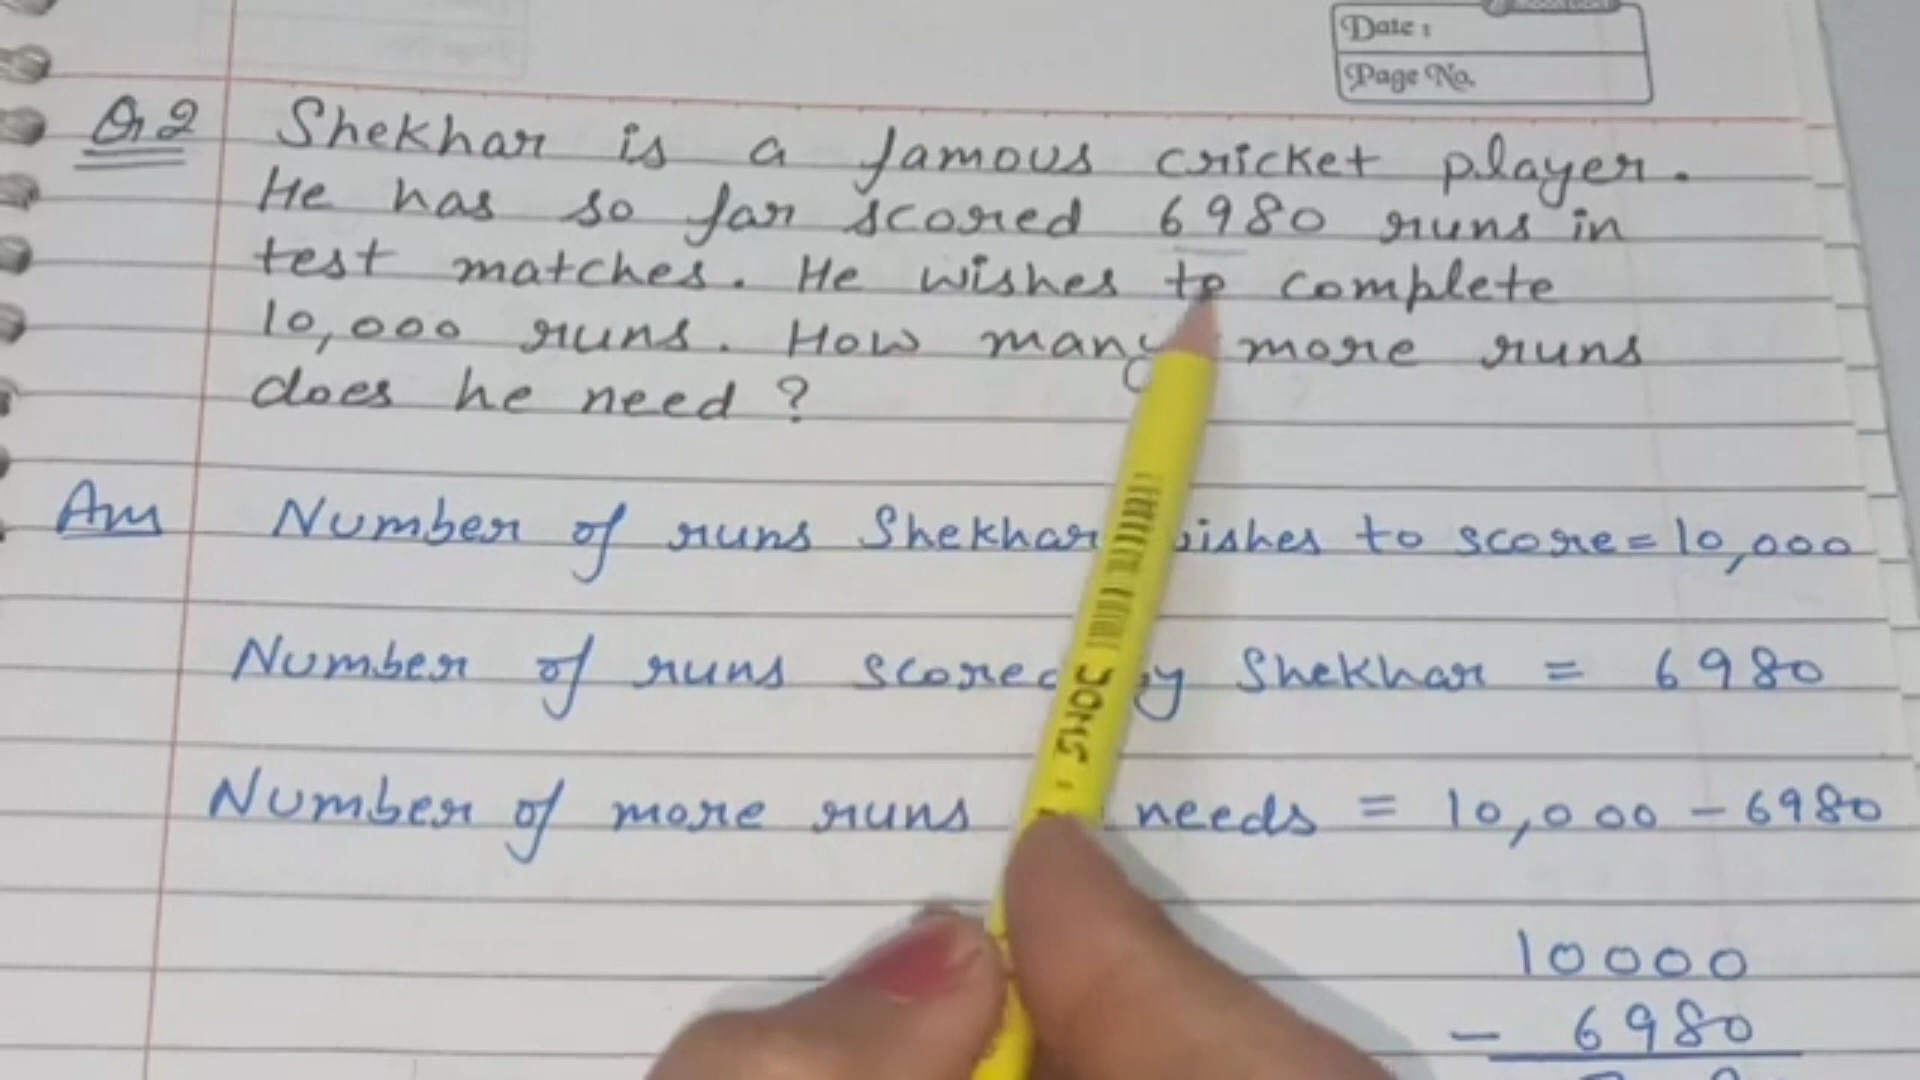 Date :
Page No.
Q.2 Shekhar is a famous cricket player.
He has so far scored 6980 runs in
test matches. He wishes to complete
10,000 runs. How many more runs
does he need ?
Ans Number of runs Shekhar wishes to score = 10,000
Number of runs scored by Shekhar = 6980
Number of more runs needs = 10,000 - 6980
10000
- 6980
JOMS